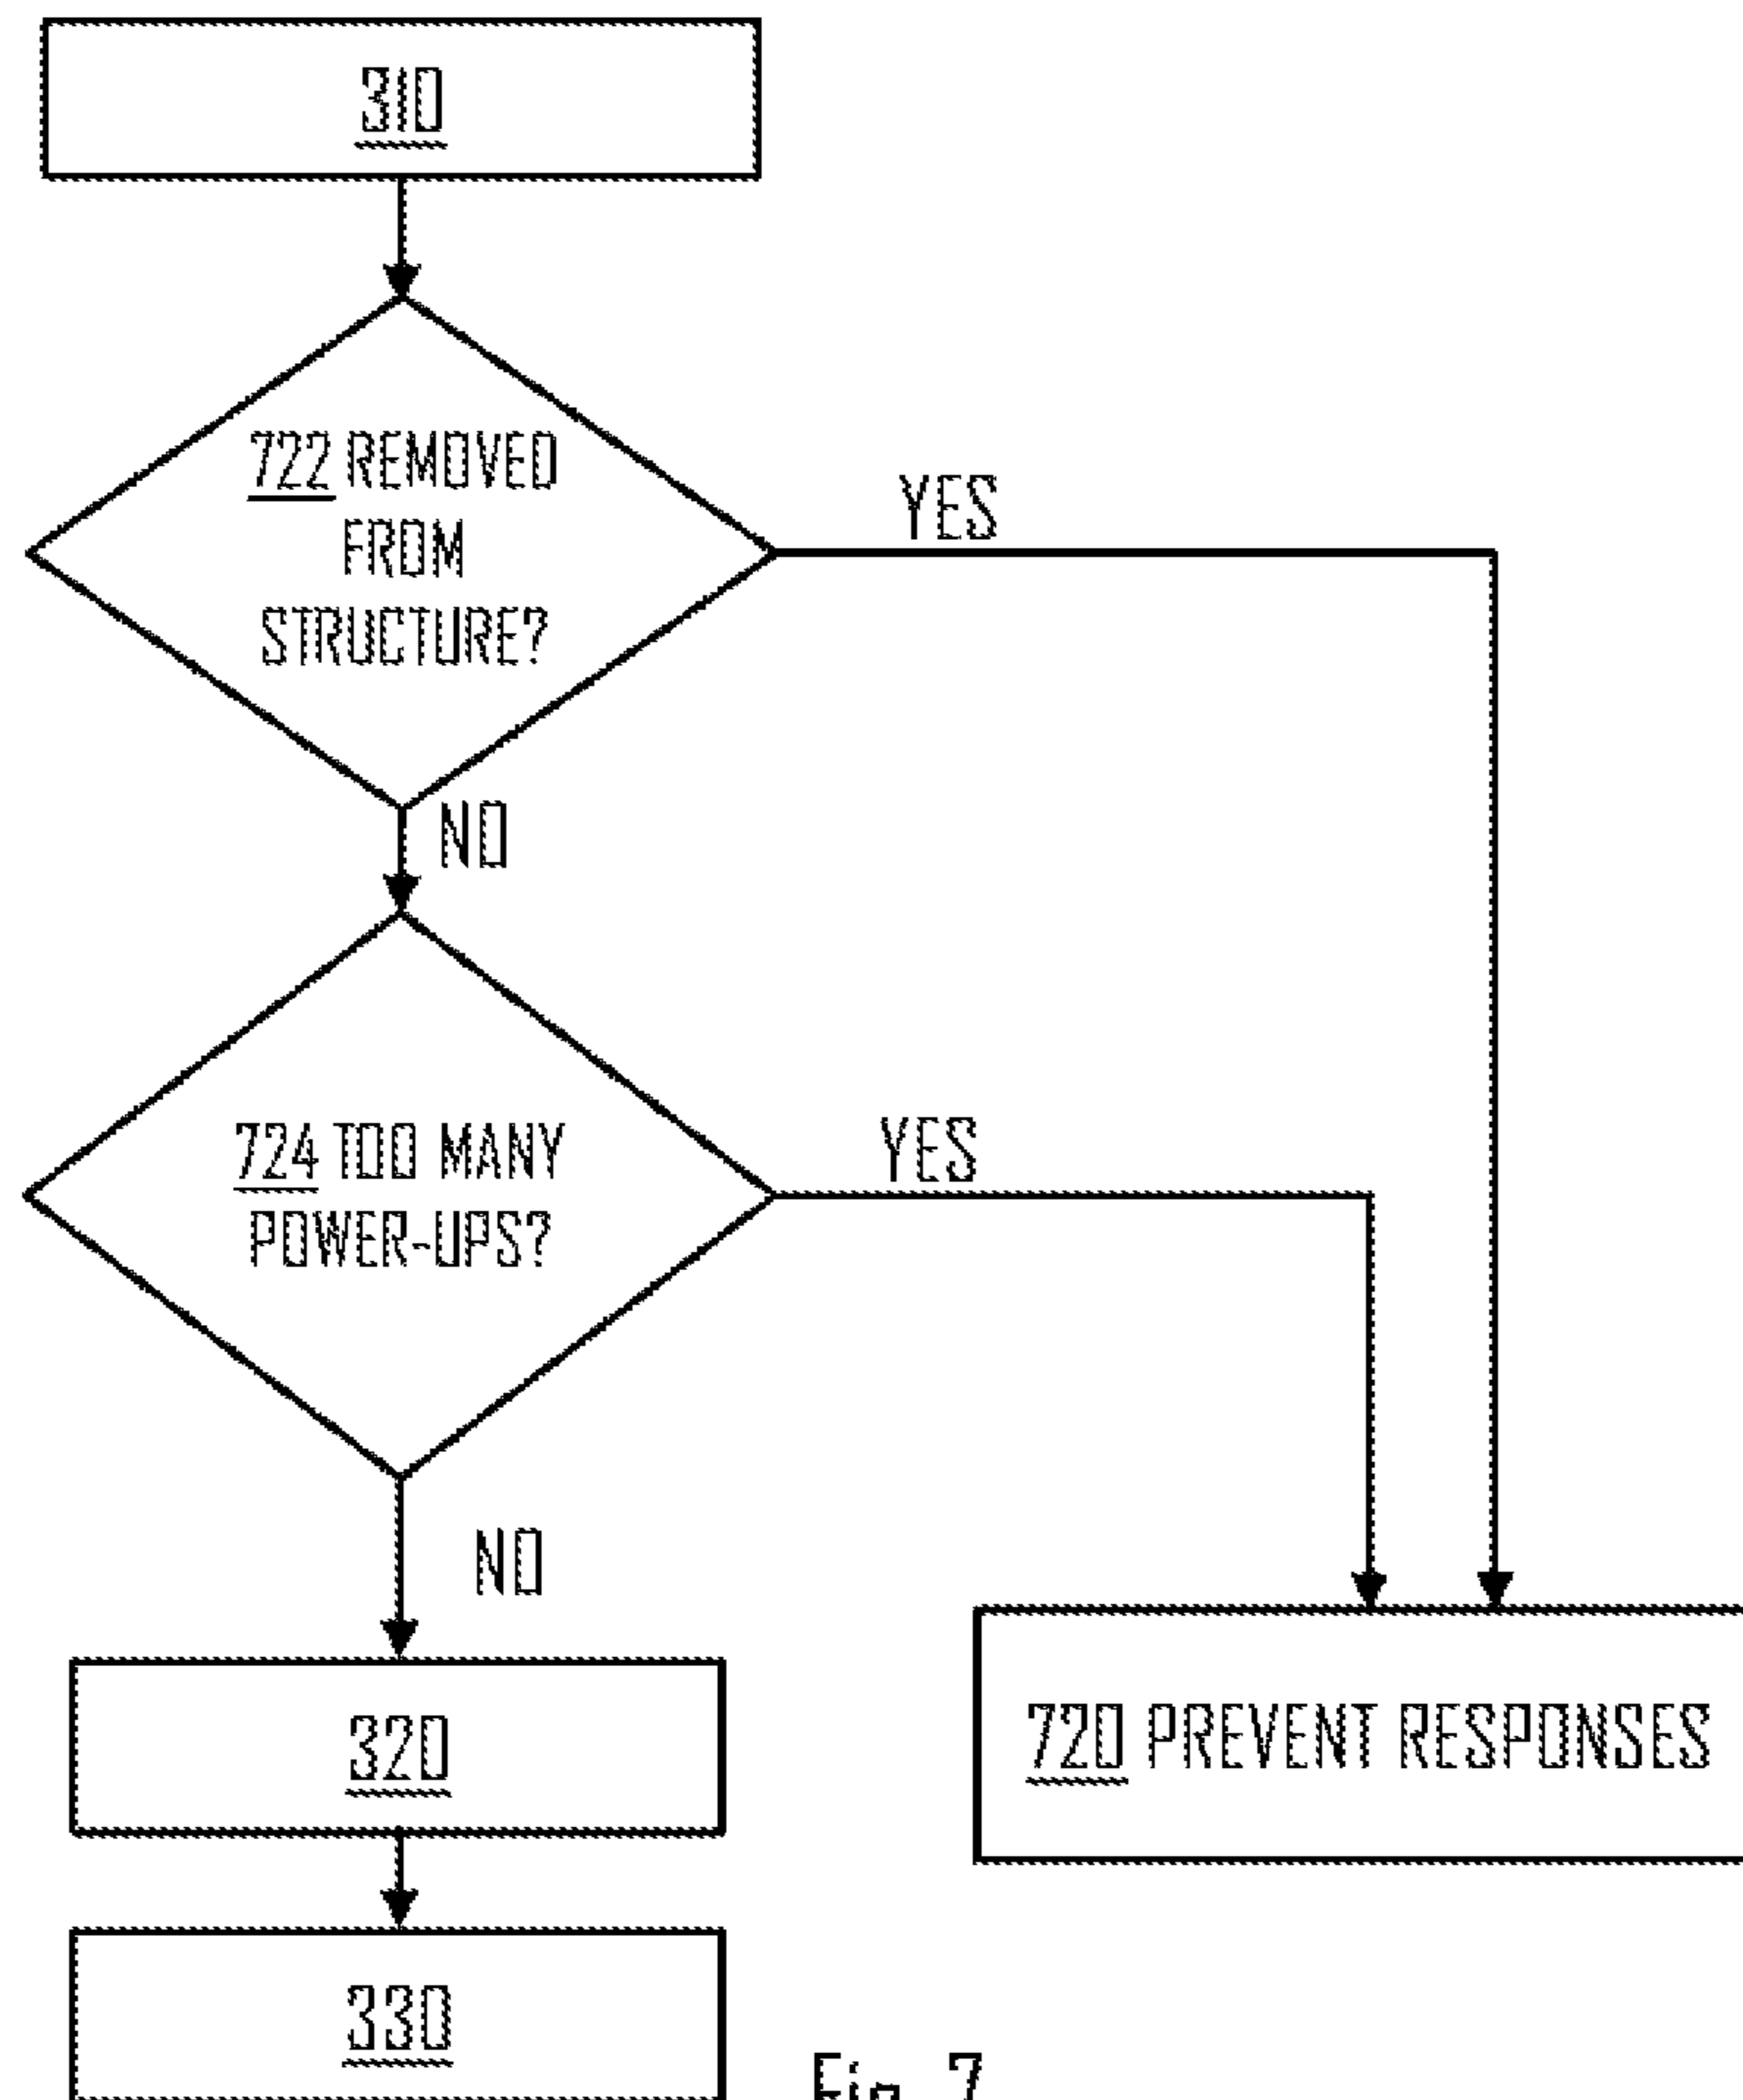 310
722 REMOVED
FROM
STRUCTURE?
YES
NO
724 TOO MANY
POWER-UPS?
YES
NO
320
720 PREVENT RESPONSES
330
Fig. 7